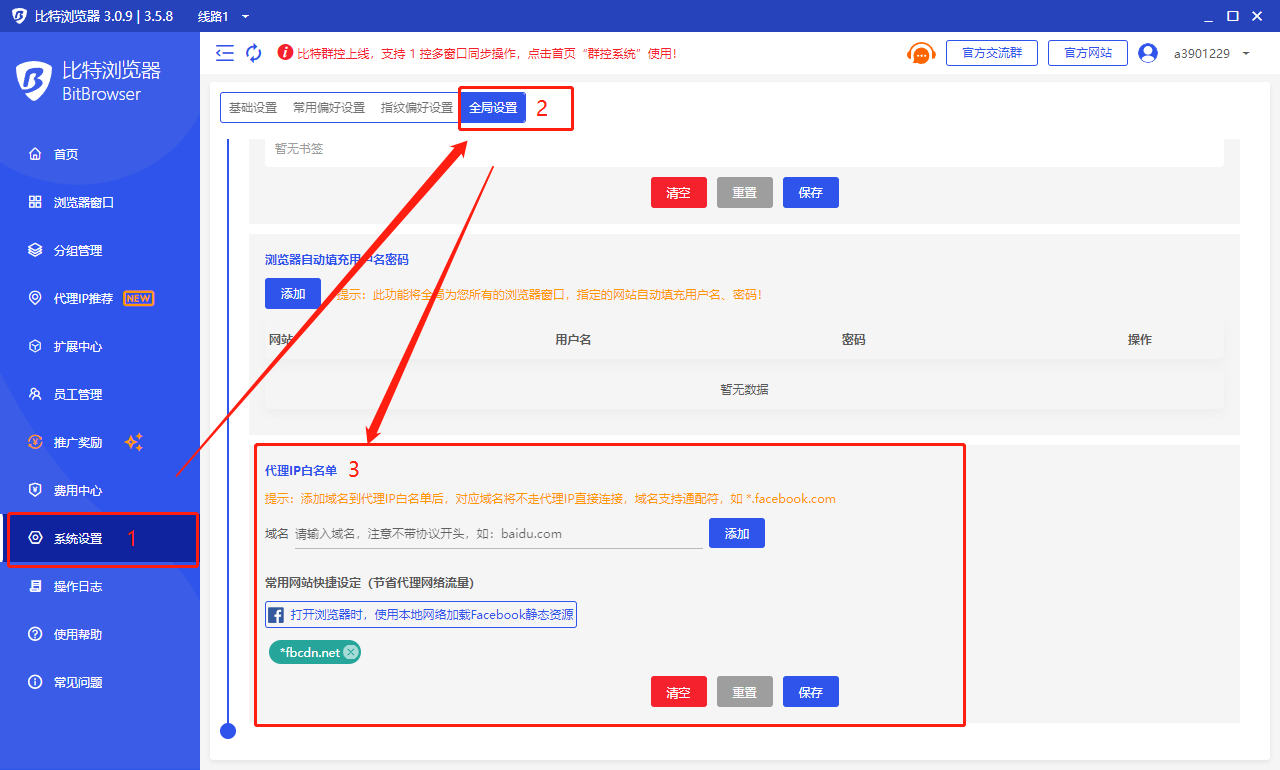 比特浏览器 3.0.9 | 3.5.8 线路1
比特浏览器
BitBrowser
首页
浏览器窗口
分组管理
代理IP推荐 NEW
扩展中心
员工管理
推广奖励
费用中心
系统设置 1
操作日志
使用帮助
常见问题
比特群控上线，支持 1 控多窗口同步操作，点击首页“群控系统”使用！
官方交流群 官方网站 a3901229
基础设置 常用偏好设置 指纹偏好设置 全局设置 2
暂无书签
清空 重置 保存
浏览器自动填充用户名密码
添加 提示：此功能将全局为您所有的浏览器窗口，指定的网站自动填充用户名、密码！
网站 用户名 密码 操作
暂无数据
代理IP白名单 3
提示：添加域名到代理IP白名单后，对应域名将不走代理IP直接连接，域名支持通配符，如 *.facebook.com
域名 请输入域名，注意不带协议开头，如：baidu.com 添加
常用网站快捷设定（节省代理网络流量）
打开浏览器时，使用本地网络加载Facebook静态资源
*fbcdn.net
清空 重置 保存